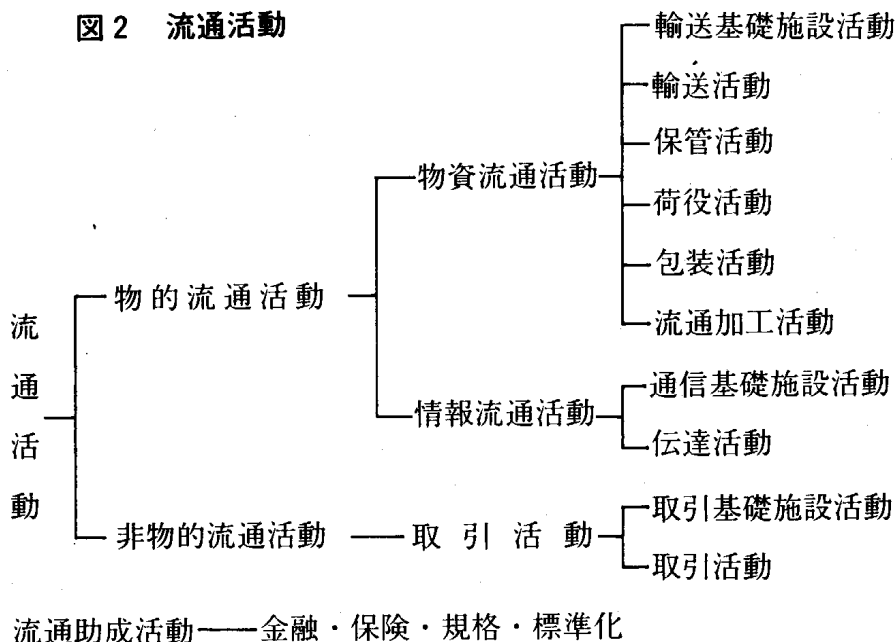 図2 流通活動
流通活動
物的流通活動
物資流通活動
輸送基礎施設活動
輸送活動
保管活動
荷役活動
包装活動
流通加工活動
情報流通活動
通信基礎施設活動
伝達活動
非物的流通活動
取引活動
取引基礎施設活動
取引活動
流通助成活動――金融・保険・規格・標準化